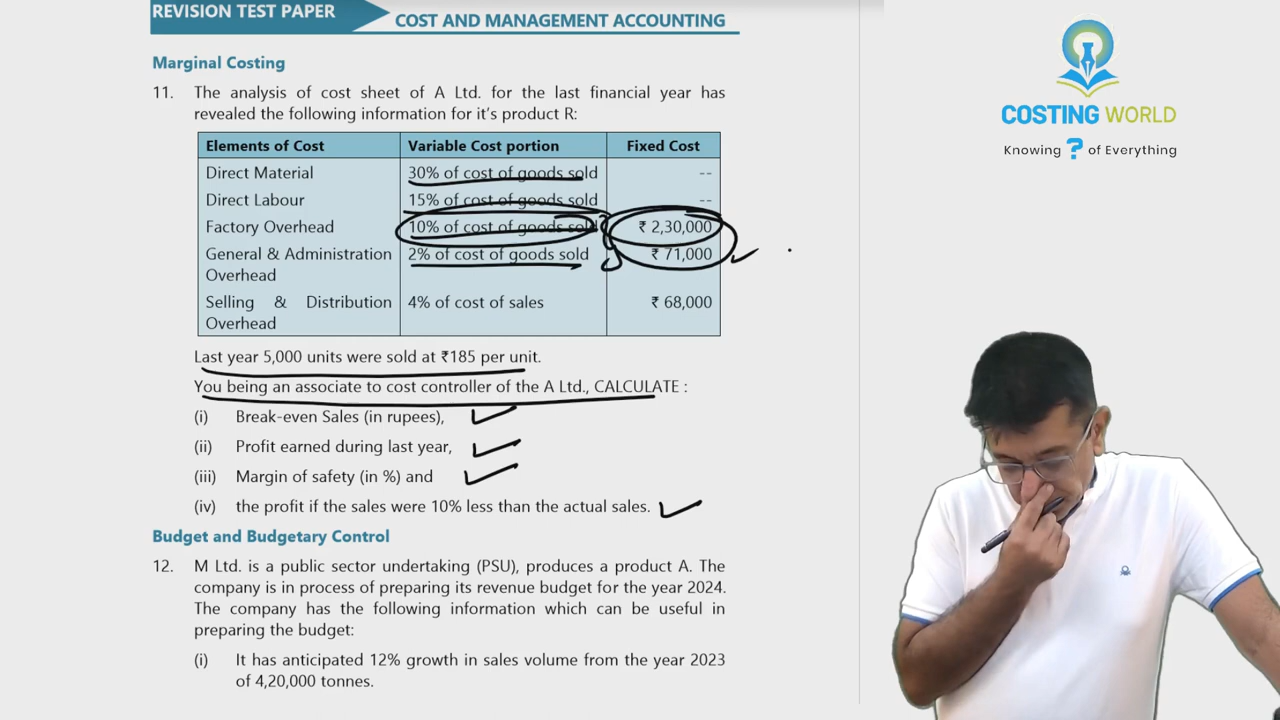 REVISION TEST PAPER
COST AND MANAGEMENT ACCOUNTING
Marginal Costing
11. The analysis of cost sheet of A Ltd. for the last financial year has
revealed the following information for it's product R:
Elements of Cost Variable Cost portion Fixed Cost
Direct Material 30% of cost of goods sold --
Direct Labour 15% of cost of goods sold --
Factory Overhead 10% of cost of goods sold ₹ 2,30,000
General & Administration 2% of cost of goods sold ₹ 71,000
Overhead
Selling & Distribution 4% of cost of sales ₹ 68,000
Overhead
Last year 5,000 units were sold at ₹185 per unit.
You being an associate to cost controller of the A Ltd., CALCULATE :
(i) Break-even Sales (in rupees),
(ii) Profit earned during last year,
(iii) Margin of safety (in %) and
(iv) the profit if the sales were 10% less than the actual sales.
Budget and Budgetary Control
12. M Ltd. is a public sector undertaking (PSU), produces a product A. The
company is in process of preparing its revenue budget for the year 2024.
The company has the following information which can be useful in
preparing the budget:
(i) It has anticipated 12% growth in sales volume from the year 2023
of 4,20,000 tonnes.
COSTING WORLD
Knowing ? of Everything